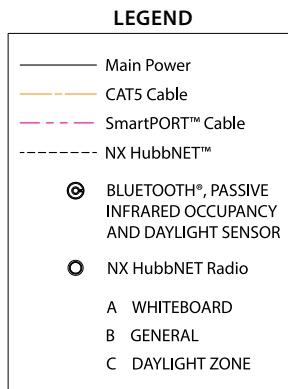 LEGEND
Main Power
CAT5 Cable
SmartPORT™ Cable
NX HubbNET™
BLUETOOTH®, PASSIVE
INFRARED OCCUPANCY
AND DAYLIGHT SENSOR
NX HubbNET Radio
A WHITEBOARD
B GENERAL
C DAYLIGHT ZONE